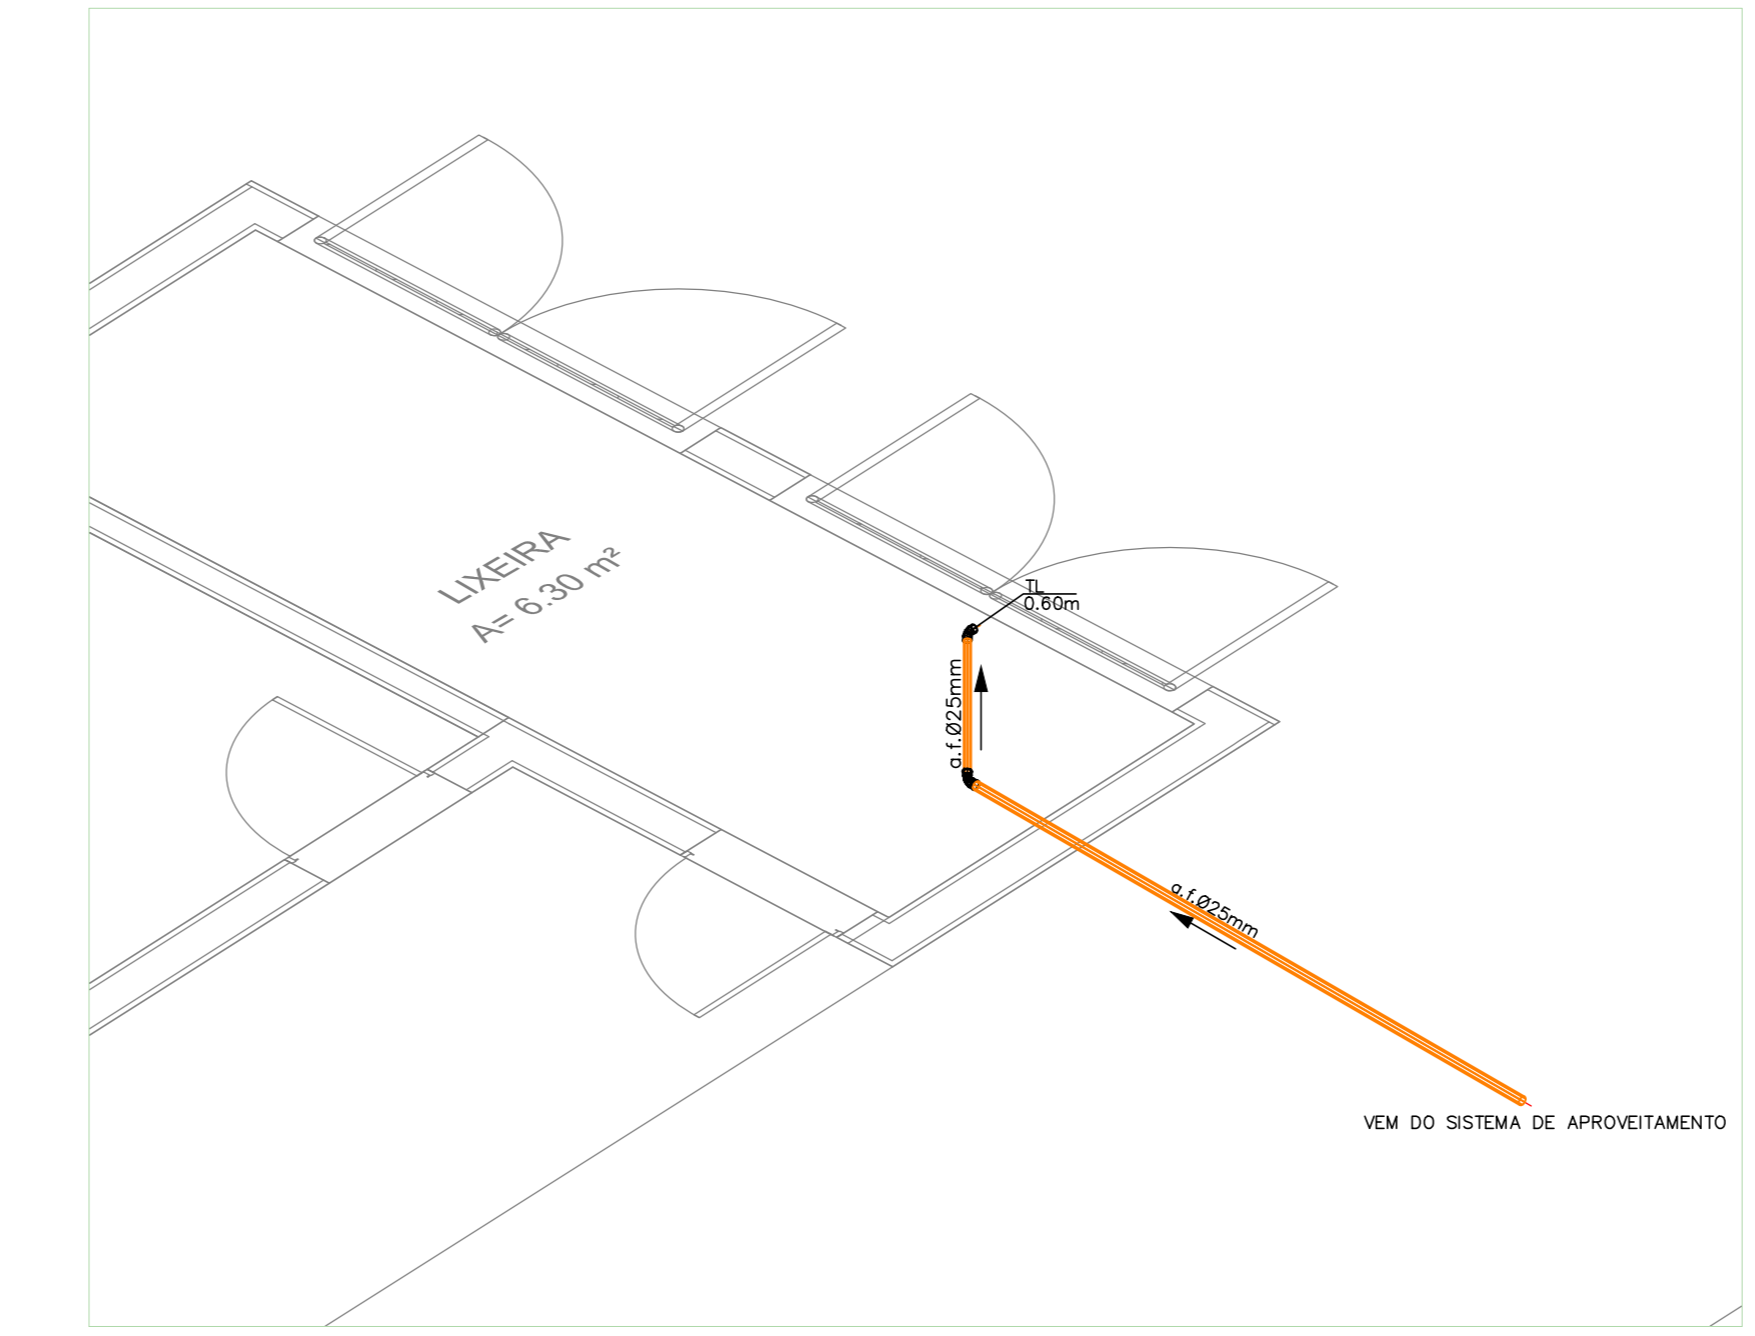 LIXEIRA
A= 6.30 m²
TL
0.60m
a.f.Ø25mm
a.f.Ø25mm
VEM DO SISTEMA DE APROVEITAMENTO